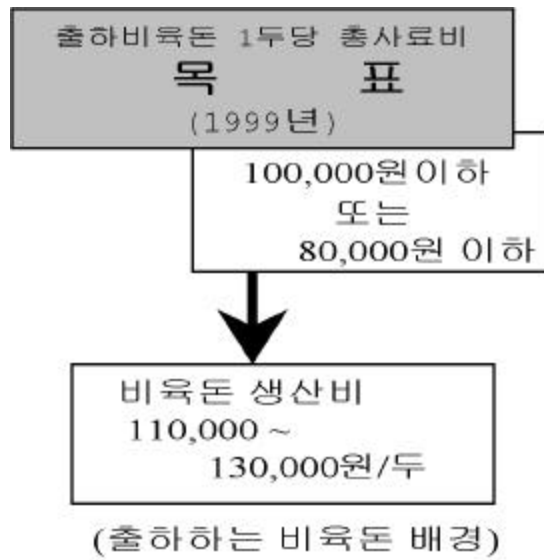 출하비육돈 1두당 총사료비
목 표
(1999년)
100,000원이하
또는
80,000원 이하
비육돈 생산비
110,000 ~
130,000원/두
(출하하는 비육돈 배경)